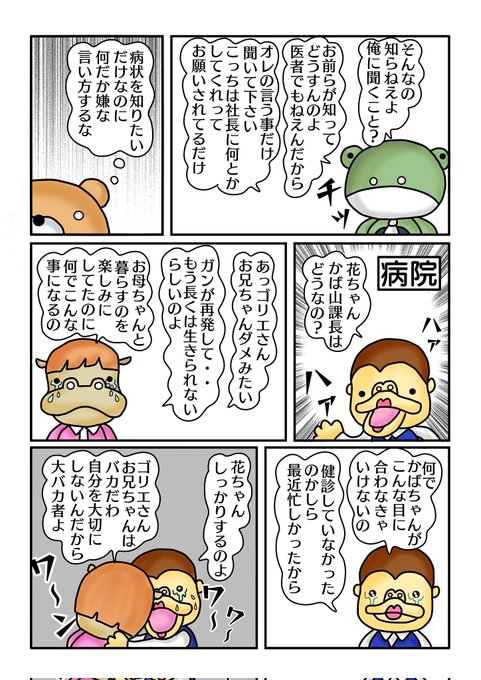 そんなの
知らねえよ
俺に聞くこと?
お前らが知って
どうすんのよ
医者でもねえんだから
オレの言う事だけ
聞いて下さい
こっちは社長に何とか
してくれって
お願いされてるだけ
チッ
病状を知りたい
だけなのに
何だか嫌な
言い方するな
病院
花ちゃん
かば山課長は
どうなの?
ハァ
ハァ
あっゴリエさん
お兄ちゃんダメみたい
ガンが再発して・・
もう長くは生きられない
らしいのよ
お母ちゃんと
暮らすのを
楽しみに
してたのに
何でこんな
事になるの
何で
かばちゃんが
こんな目に
合わなきゃ
いけないの
健診していなかった
のかしら
最近忙しかったから
花ちゃん
しっかりするのよ
ゴリエさん
お兄ちゃんは
バカだわ
自分を大切に
しないんだから
大バカ者よ
ワ〜ク〜
ワ〜ン